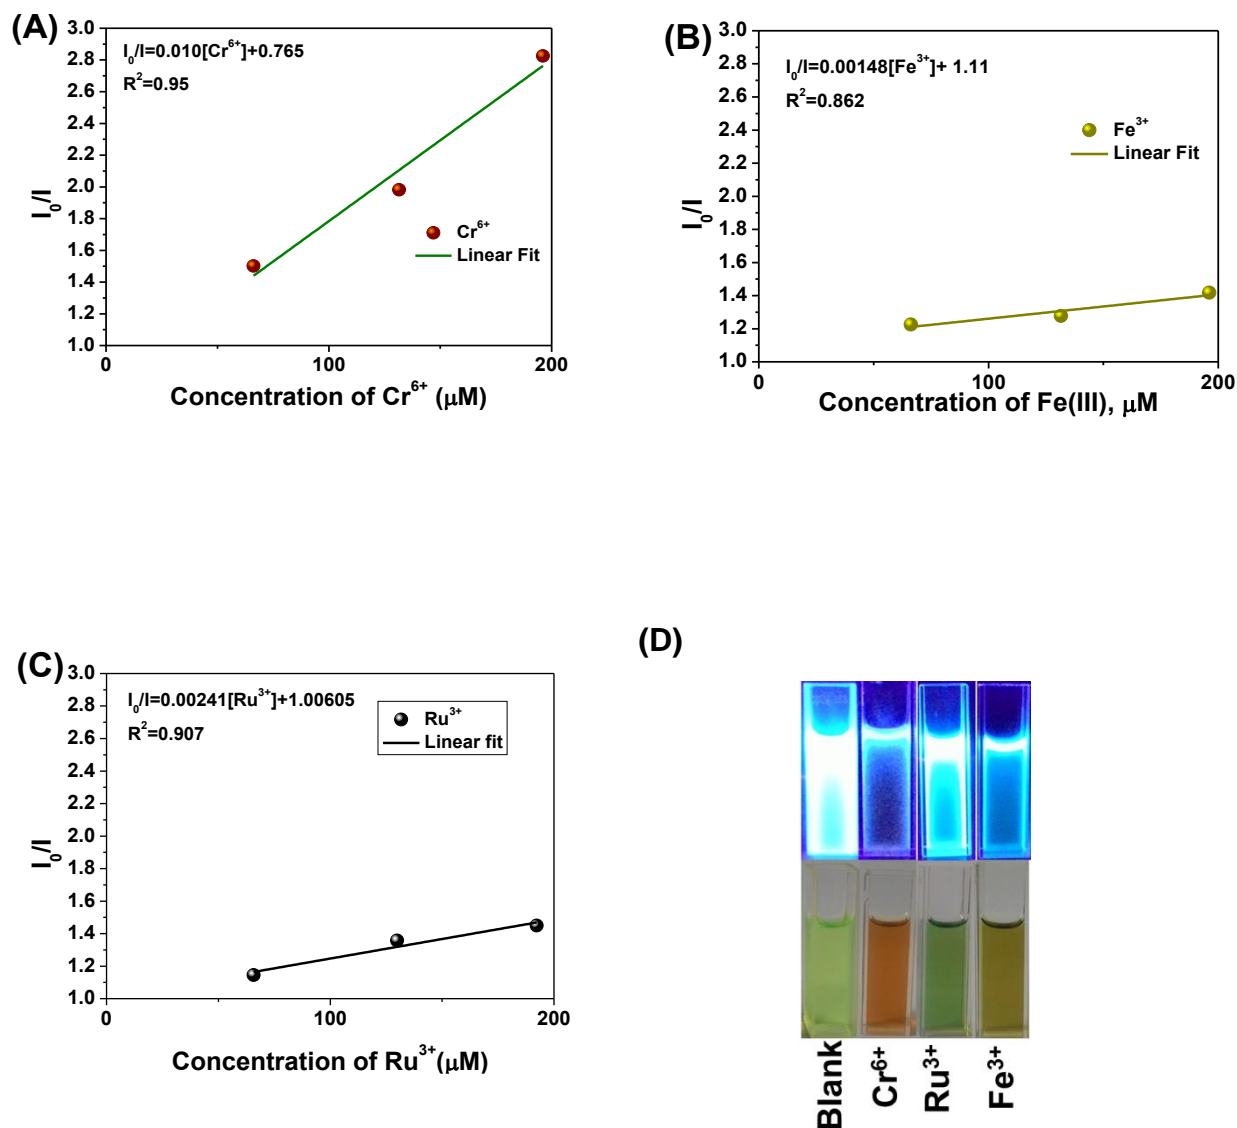 (A)
I₀/I=0.010[Cr⁶⁺]+0.765
R²=0.95
3.0
2.8
2.6
2.4
2.2
2.0
1.8
1.6
1.4
1.2
1.0
I₀/I
Cr⁶⁺
Linear Fit
0 100 200
Concentration of Cr⁶⁺ (μM)
(B)
I₀/I=0.00148[Fe³⁺]+ 1.11
R²=0.862
3.0
2.8
2.6
2.4
2.2
2.0
1.8
1.6
1.4
1.2
1.0
I₀/I
Fe³⁺
Linear Fit
0 100 200
Concentration of Fe(III), μM
(C)
I₀/I=0.00241[Ru³⁺]+1.00605
R²=0.907
3.0
2.8
2.6
2.4
2.2
2.0
1.8
1.6
1.4
1.2
1.0
I₀/I
Ru³⁺
Linear fit
0 100 200
Concentration of Ru³⁺(μM)
(D)
Blank
Cr⁶⁺
Ru³⁺
Fe³⁺